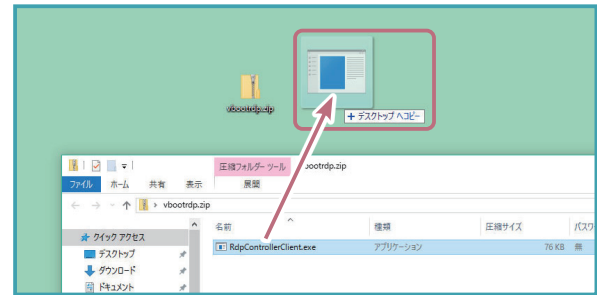 vbootrdp.zip
+ デスクトップ へコピー
圧縮フォルダー ツール
bootrdp.zip
ファイル ホーム 共有 表示 展開
vbootrdp.zip
名前 種類 圧縮サイズ パスワ
クイック アクセス
RdpControllerClient.exe アプリケーション 76 KB 無
デスクトップ
ダウンロード
ドキュメント